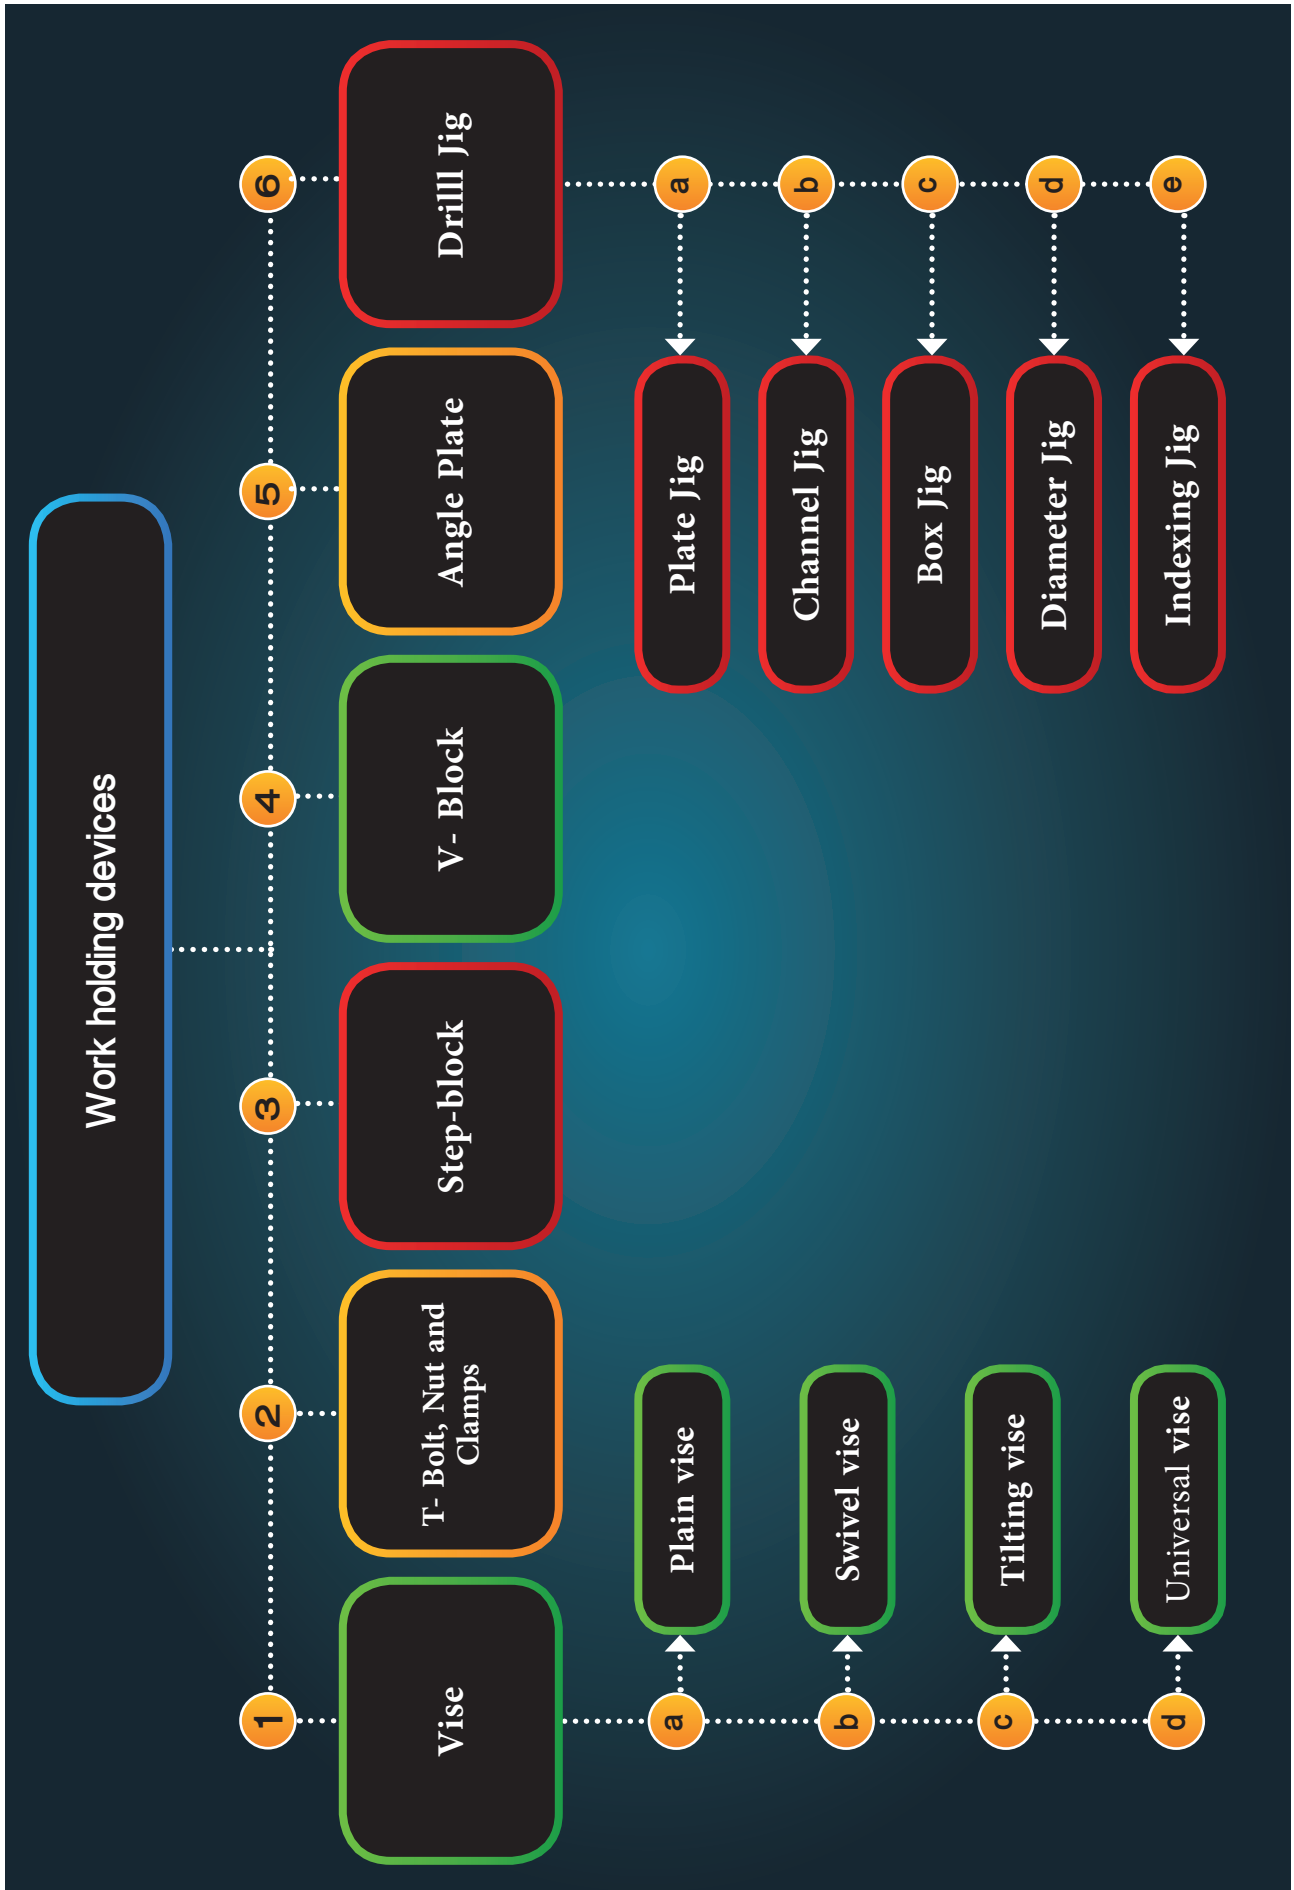 Work holding devices
1
2
3
4
5
6
Vise
T- Bolt, Nut and
Clamps
Step-block
V- Block
Angle Plate
Drill Jig
a
Plain vise
b
Swivel vise
c
Tilting vise
d
Universal vise
a
Plate Jig
b
Channel Jig
c
Box Jig
d
Diameter Jig
e
Indexing Jig